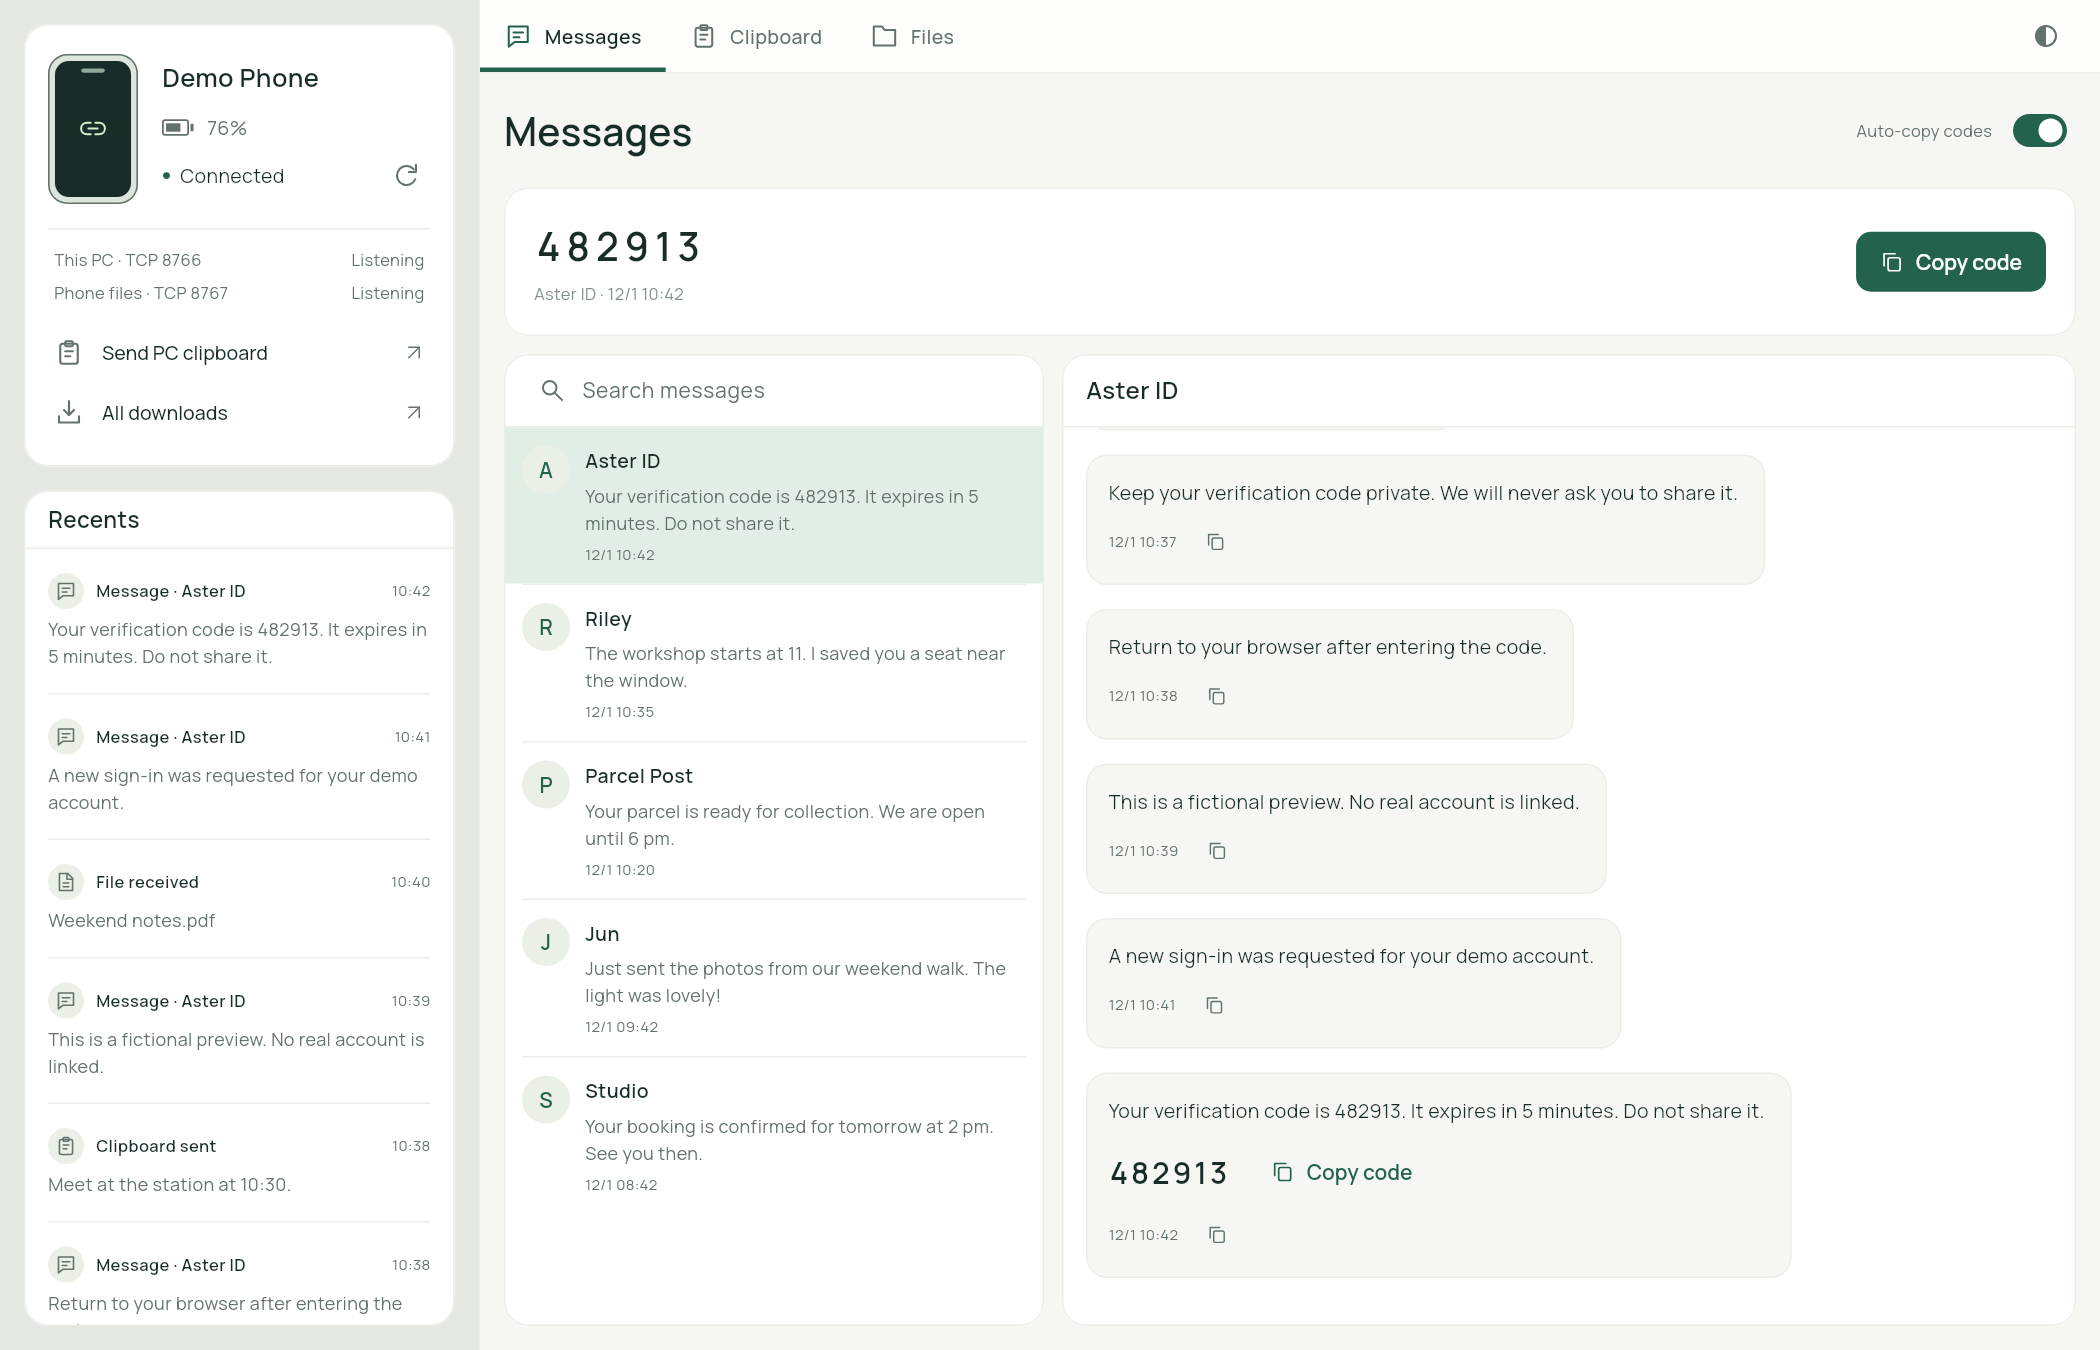 Demo Phone
76%
Connected
This PC · TCP 8766 Listening
Phone files · TCP 8767 Listening
Send PC clipboard
All downloads
Recents
Message · Aster ID 10:42
Your verification code is 482913. It expires in
5 minutes. Do not share it.
Message · Aster ID 10:41
A new sign-in was requested for your demo
account.
File received 10:40
Weekend notes.pdf
Message · Aster ID 10:39
This is a fictional preview. No real account is
linked.
Clipboard sent 10:38
Meet at the station at 10:30.
Message · Aster ID 10:38
Return to your browser after entering the
Messages Clipboard Files
Messages
Auto-copy codes
482913
Aster ID · 12/1 10:42
Copy code
Search messages
A
Aster ID
Your verification code is 482913. It expires in 5
minutes. Do not share it.
12/1 10:42
R
Riley
The workshop starts at 11. I saved you a seat near
the window.
12/1 10:35
P
Parcel Post
Your parcel is ready for collection. We are open
until 6 pm.
12/1 10:20
J
Jun
Just sent the photos from our weekend walk. The
light was lovely!
12/1 09:42
S
Studio
Your booking is confirmed for tomorrow at 2 pm.
See you then.
12/1 08:42
Aster ID
Keep your verification code private. We will never ask you to share it.
12/1 10:37
Return to your browser after entering the code.
12/1 10:38
This is a fictional preview. No real account is linked.
12/1 10:39
A new sign-in was requested for your demo account.
12/1 10:41
Your verification code is 482913. It expires in 5 minutes. Do not share it.
482913 Copy code
12/1 10:42